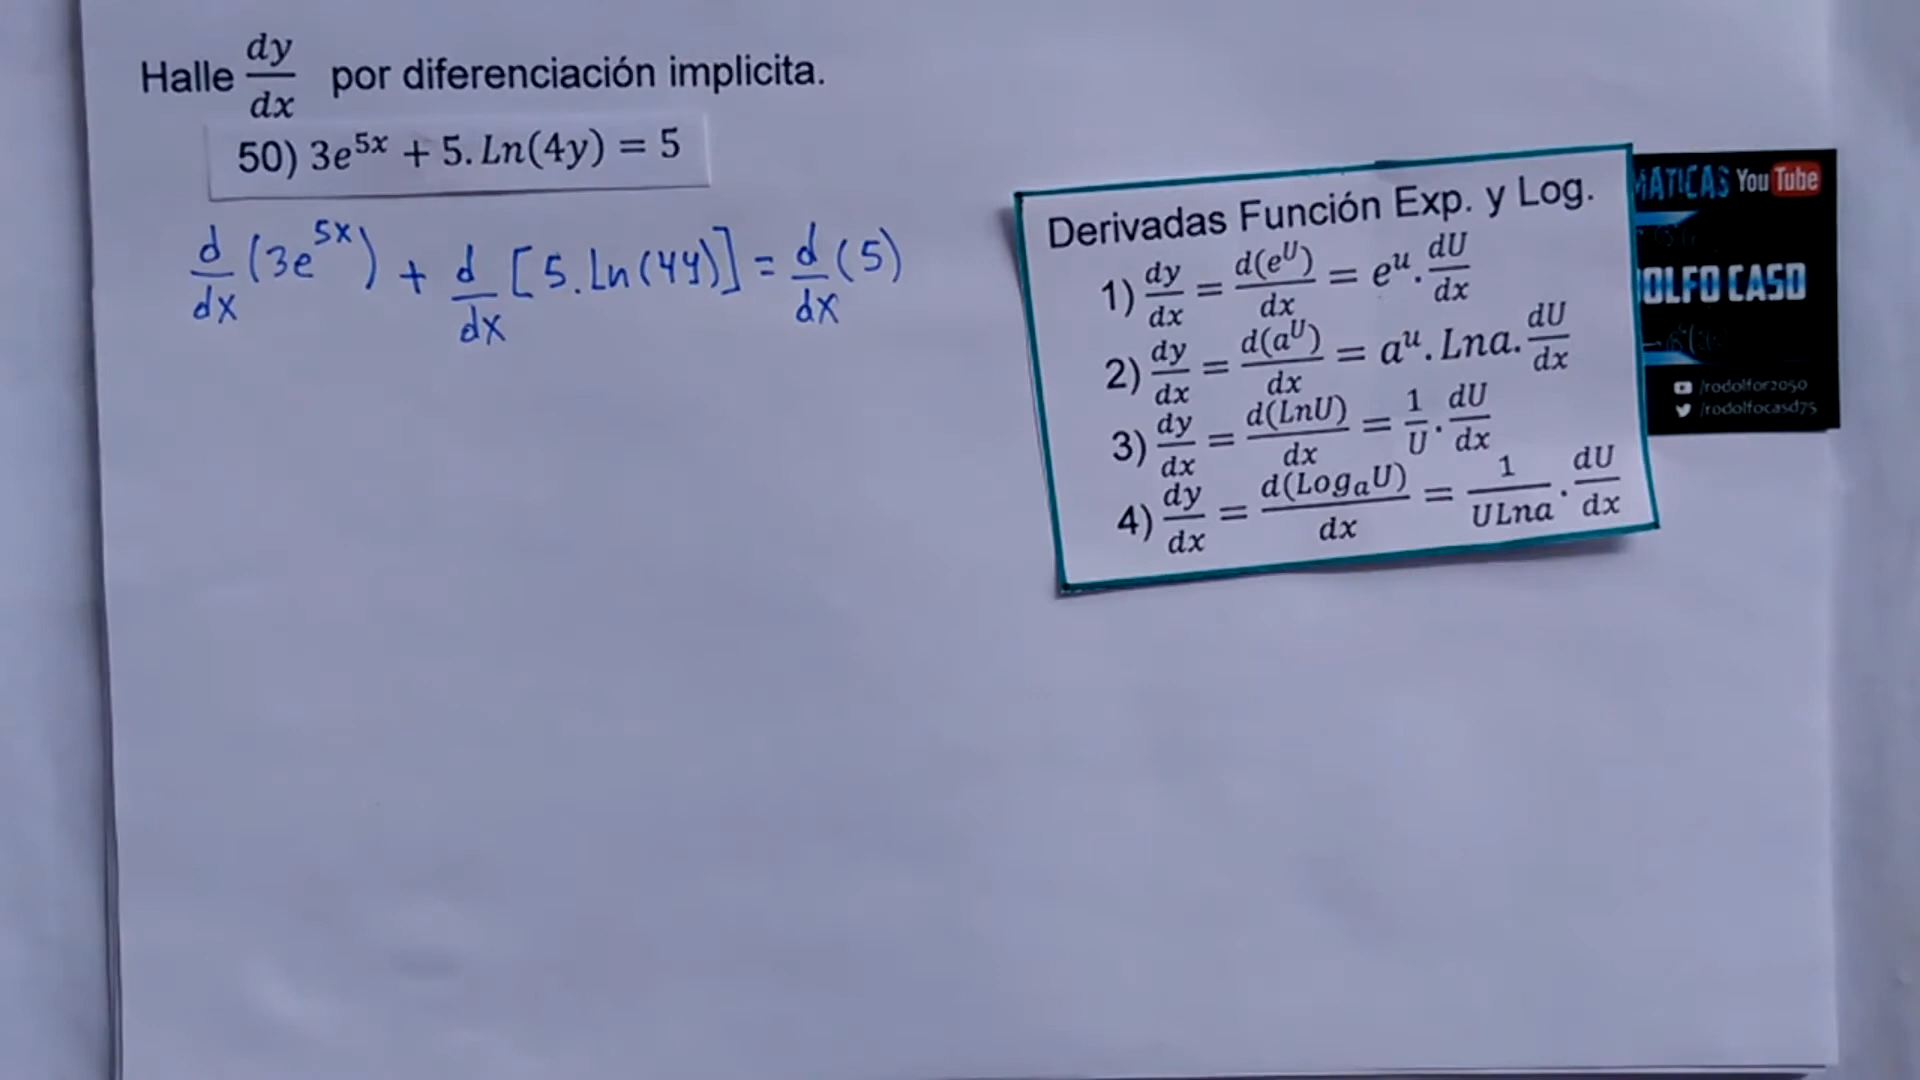 Halle dy/dx por diferenciación implicita.
50) 3e^5x + 5.Ln(4y) = 5
d/dx (3e^5x) + d/dx [5.Ln(4y)] = d/dx (5)
Derivadas Función Exp. y Log.
1) dy/dx = d(e^U)/dx = e^u . dU/dx
2) dy/dx = d(a^U)/dx = a^u . Lna. dU/dx
3) dy/dx = d(LnU)/dx = 1/U . dU/dx
4) dy/dx = d(Log_aU)/dx = 1/ULna . dU/dx
MATICAS YouTube
OLFO CASD
/rodolfor2050
/rodolfocasd75